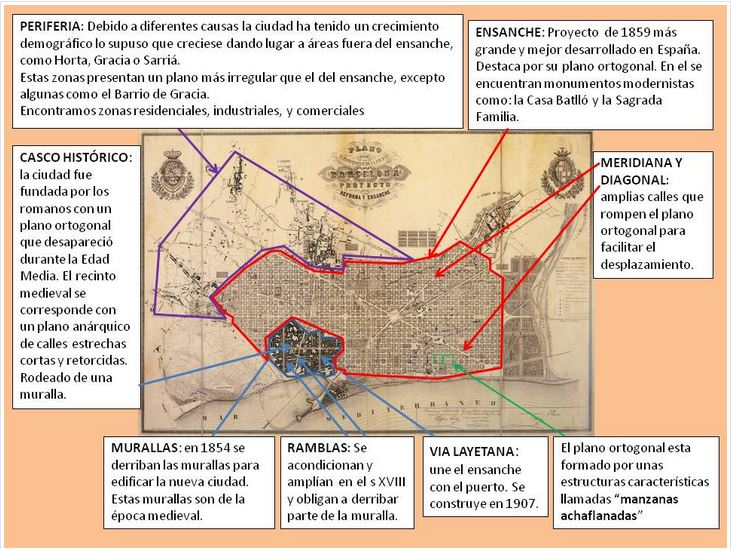 PERIFERIA: Debido a diferentes causas la ciudad ha tenido un crecimiento
demográfico lo supuso que creciese dando lugar a áreas fuera del ensanche,
como Horta, Gracia o Sarriá.
Estas zonas presentan un plano más irregular que el del ensanche, excepto
algunas como el Barrio de Gracia.
Encontramos zonas residenciales, industriales, y comerciales
ENSANCHE: Proyecto de 1859 más
grande y mejor desarrollado en España.
Destaca por su plano ortogonal. En el se
encuentran monumentos modernistas
como: la Casa Batlló y la Sagrada
Familia.
CASCO HISTÓRICO:
la ciudad fue
fundada por los
romanos con un
plano ortogonal
que desapareció
durante la Edad
Media. El recinto
medieval se
corresponde con
un plano anárquico
de calles estrechas
cortas y retorcidas.
Rodeado de una
muralla.
PLANO
BARCELONA
PROYECTO
REFORMA Y ENSANCHE
MERIDIANA Y
DIAGONAL:
amplias calles que
rompen el plano
ortogonal para
facilitar el
desplazamiento.
MAR MEDITERRANEO
MURALLAS: en 1854 se
derriban las murallas para
edificar la nueva ciudad.
Estas murallas son de la
época medieval.
RAMBLAS: Se
acondicionan y
amplían en el s XVIII
y obligan a derribar
parte de la muralla.
VIA LAYETANA:
une el ensanche
con el puerto. Se
construye en 1907.
El plano ortogonal esta
formado por unas
estructuras características
llamadas "manzanas
achaflanadas"